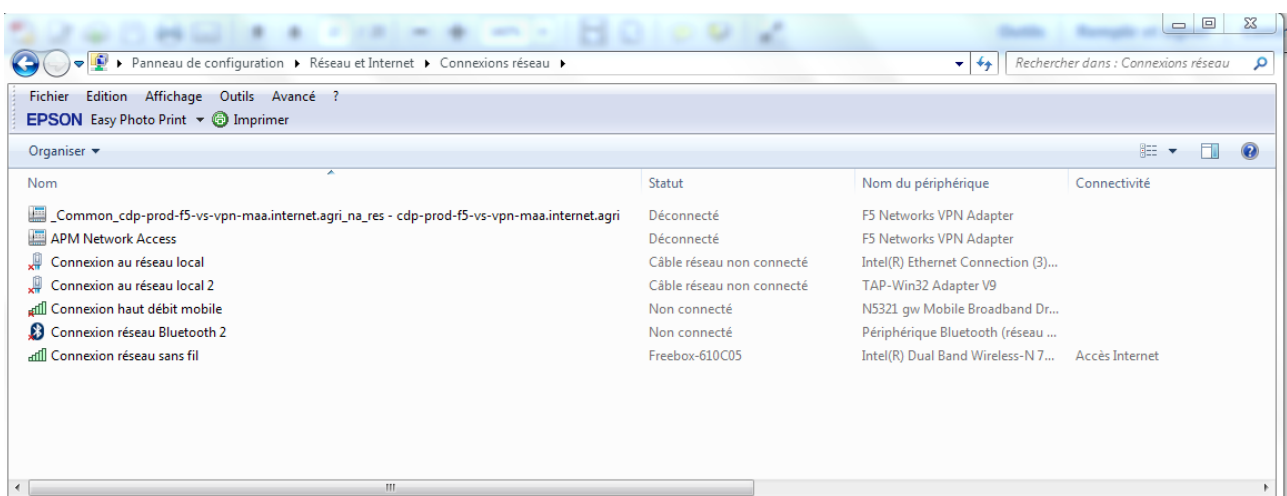 Panneau de configuration Réseau et Internet Connexions réseau Rechercher dans : Connexions réseau
Fichier Edition Affichage Outils Avancé ?
EPSON Easy Photo Print Imprimer
Organiser
Nom Statut Nom du périphérique Connectivité
_Common_cdp-prod-f5-vs-vpn-maa.internet.agri_na_res - cdp-prod-f5-vs-vpn-maa.internet.agri Déconnecté F5 Networks VPN Adapter
APM Network Access Déconnecté F5 Networks VPN Adapter
Connexion au réseau local Câble réseau non connecté Intel(R) Ethernet Connection (3)...
Connexion au réseau local 2 Câble réseau non connecté TAP-Win32 Adapter V9
Connexion haut débit mobile Non connecté N5321 gw Mobile Broadband Dr...
Connexion réseau Bluetooth 2 Non connecté Périphérique Bluetooth (réseau ...
Connexion réseau sans fil Freebox-610C05 Intel(R) Dual Band Wireless-N 7... Accès Internet